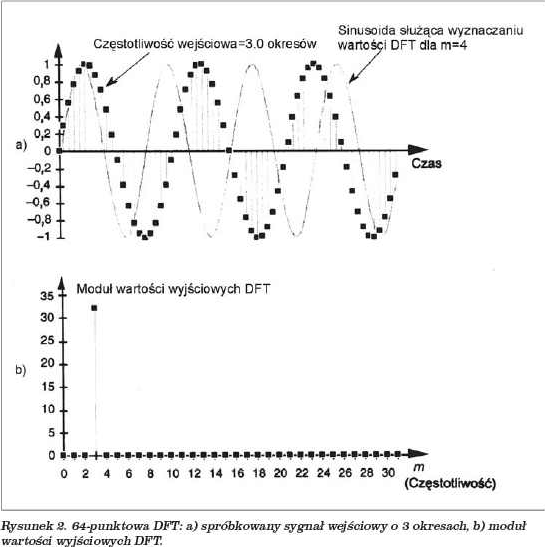 Częstotliwość wejściowa=3.0 okresów
Sinusoida służąca wyznaczaniu
wartości DFT dla m=4
a)
1
0,8
0,6
0,4
0,2
0
–0,2
–0,4
–0,6
–0,8
–1
Czas
Moduł wartości wyjściowych DFT
b)
35
30
25
20
15
10
5
0
0 2 4 6 8 10 12 14 16 18 20 22 24 26 28 30
m
(Częstotliwość)
Rysunek 2. 64-punktowa DFT: a) spróbkowany sygnał wejściowy o 3 okresach, b) moduł
wartości wyjściowych DFT.